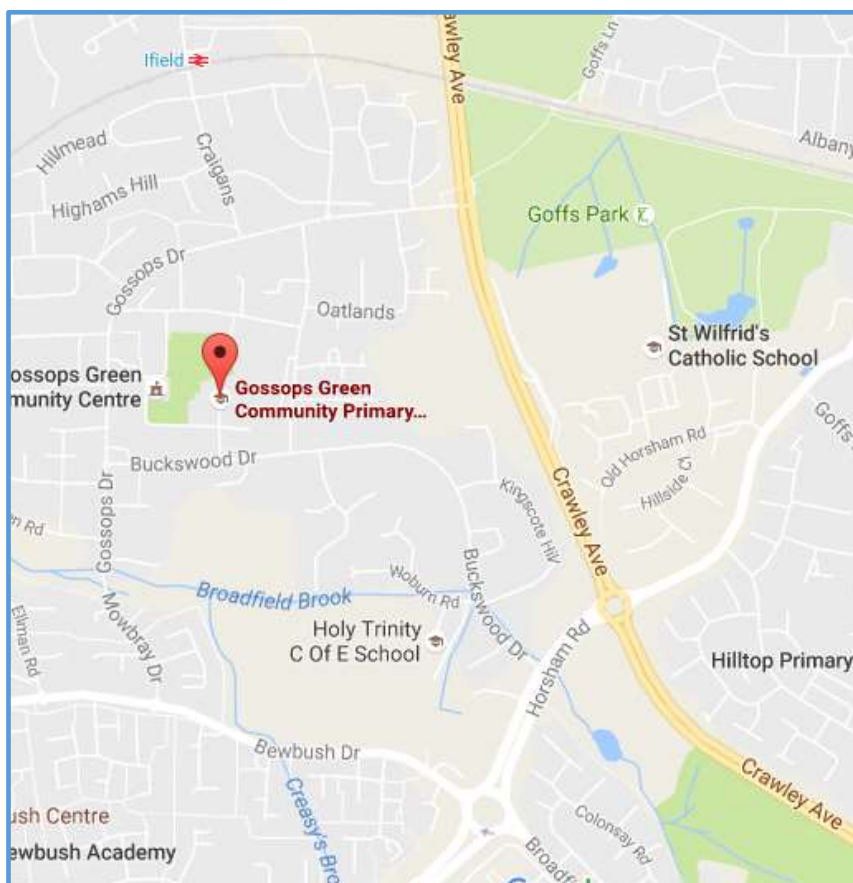 Ifield
Crawley Ave
Goffs Ln
Albany
Hillmead
Craigans
Highams Hill
Goffs Park
Gossops Dr
Oatlands
St Wilfrid's
Catholic School
ossops Green
munity Centre
Gossops Green
Community Primary...
Goffs
Old Horsham Rd
Buckswood Dr
Hillside Cl
Kingscote Hill
Crawley Ave
Gossops Dr
n Rd
Woburn Rd
Buckswood Dr
Broadfield Brook
Mowbray Dr
Ellman Rd
Holy Trinity
C Of E School
Horsham Rd
Hilltop Primary
Bewbush Dr
Crawley Ave
Creasy's Bro
ush Centre
ewbush Academy
Colonsay Rd
Broadfi